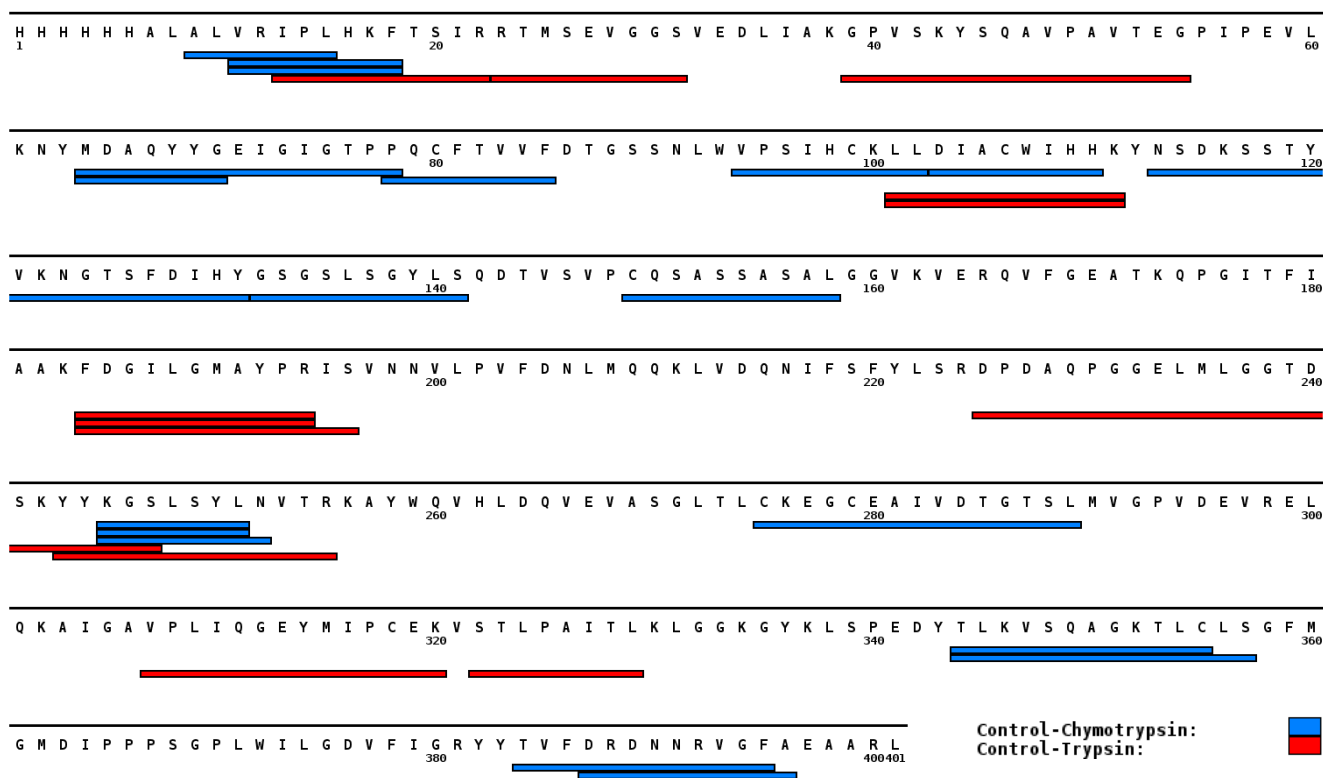 H H H H H H A L A L V R I P L H K F T S I R R T M S E V G G S V E D L I A K G P V S K Y S Q A V P A V T E G P I P E V L
1 20 40 60
K N Y M D A Q Y Y G E I G I G T P P Q C F T V V F D T G S S N L W V P S I H C K L L D I A C W I H H K Y N S D K S S T Y
80 100 120
V K N G T S F D I H Y G S G S L S G Y L S Q D T V S V P C Q S A S S A S A L G G V K V E R Q V F G E A T K Q P G I T F I
140 160 180
A A K F D G I L G M A Y P R I S V N N V L P V F D N L M Q Q K L V D Q N I F S F Y L S R D P D A Q P G G E L M L G G T D
200 220 240
S K Y Y K G S L S Y L N V T R K A Y W Q V H L D Q V E V A S G L T L C K E G C E A I V D T G T S L M V G P V D E V R E L
260 280 300
Q K A I G A V P L I Q G E Y M I P C E K V S T L P A I T L K L G G K G Y K L S P E D Y T L K V S Q A G K T L C L S G F M
320 340 360
G M D I P P P S G P L W I L G D V F I G R Y Y T V F D R D N N R V G F A E A A R L
380 400401
Control-Chymotrypsin:
Control-Trypsin: